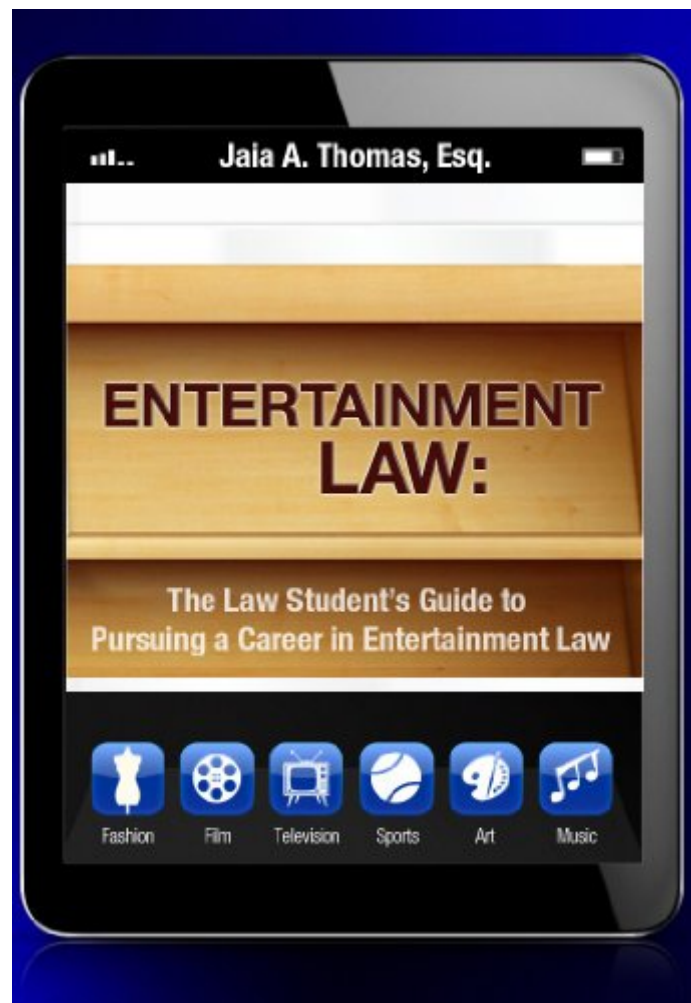 Jaia A. Thomas, Esq.
ENTERTAINMENT
LAW:
The Law Student's Guide to
Pursuing a Career in Entertainment Law
Fashion Film Television Sports Art Music